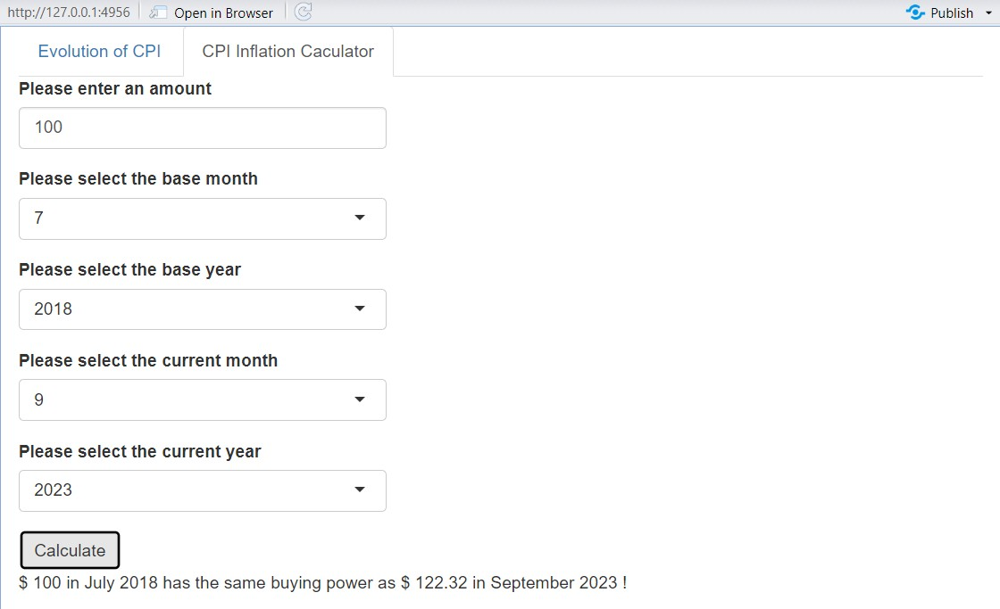 http://127.0.0.1:4956 Open in Browser Publish
Evolution of CPI CPI Inflation Caculator
Please enter an amount
100
Please select the base month
7
Please select the base year
2018
Please select the current month
9
Please select the current year
2023
Calculate
$ 100 in July 2018 has the same buying power as $ 122.32 in September 2023 !